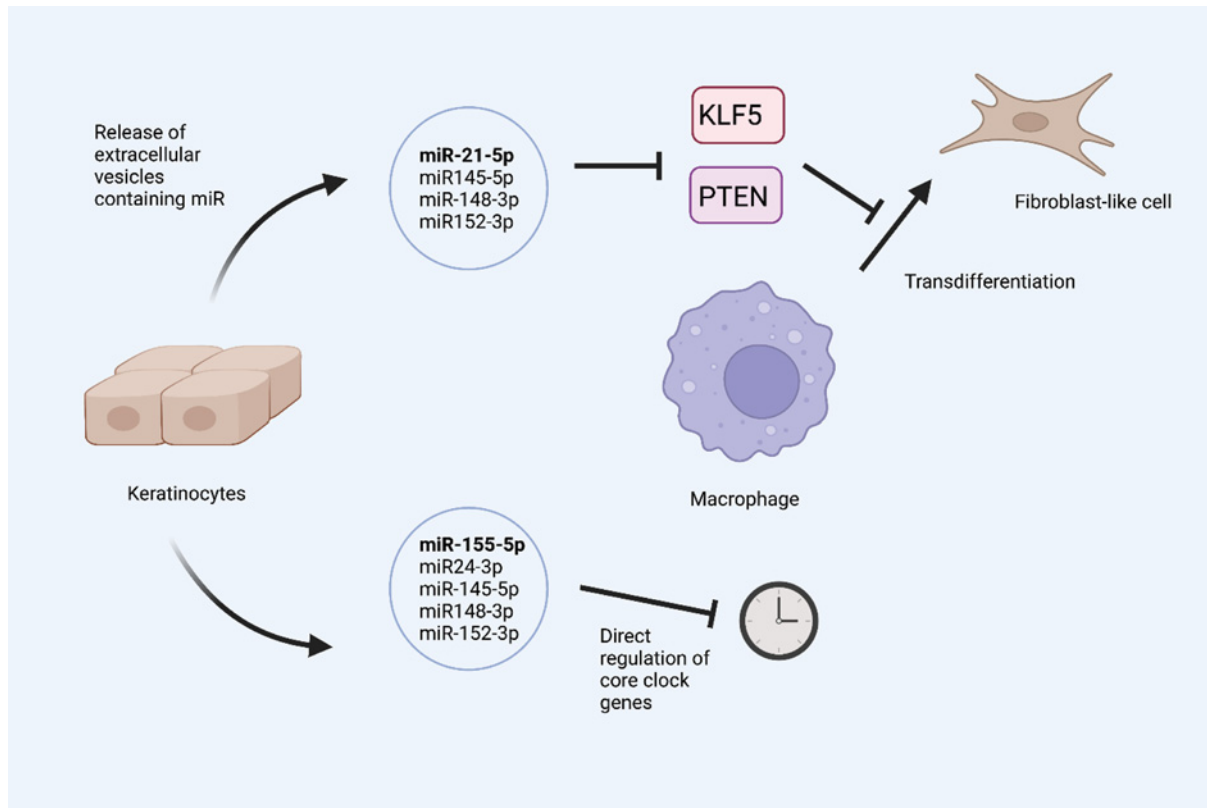 Release of
extracellular
vesicles
containing miR
miR-21-5p
miR145-5p
miR-148-3p
miR152-3p
KLF5
PTEN
Fibroblast-like cell
Transdifferentiation
Keratinocytes
Macrophage
miR-155-5p
miR24-3p
miR-145-5p
miR148-3p
miR-152-3p
Direct
regulation of
core clock
genes